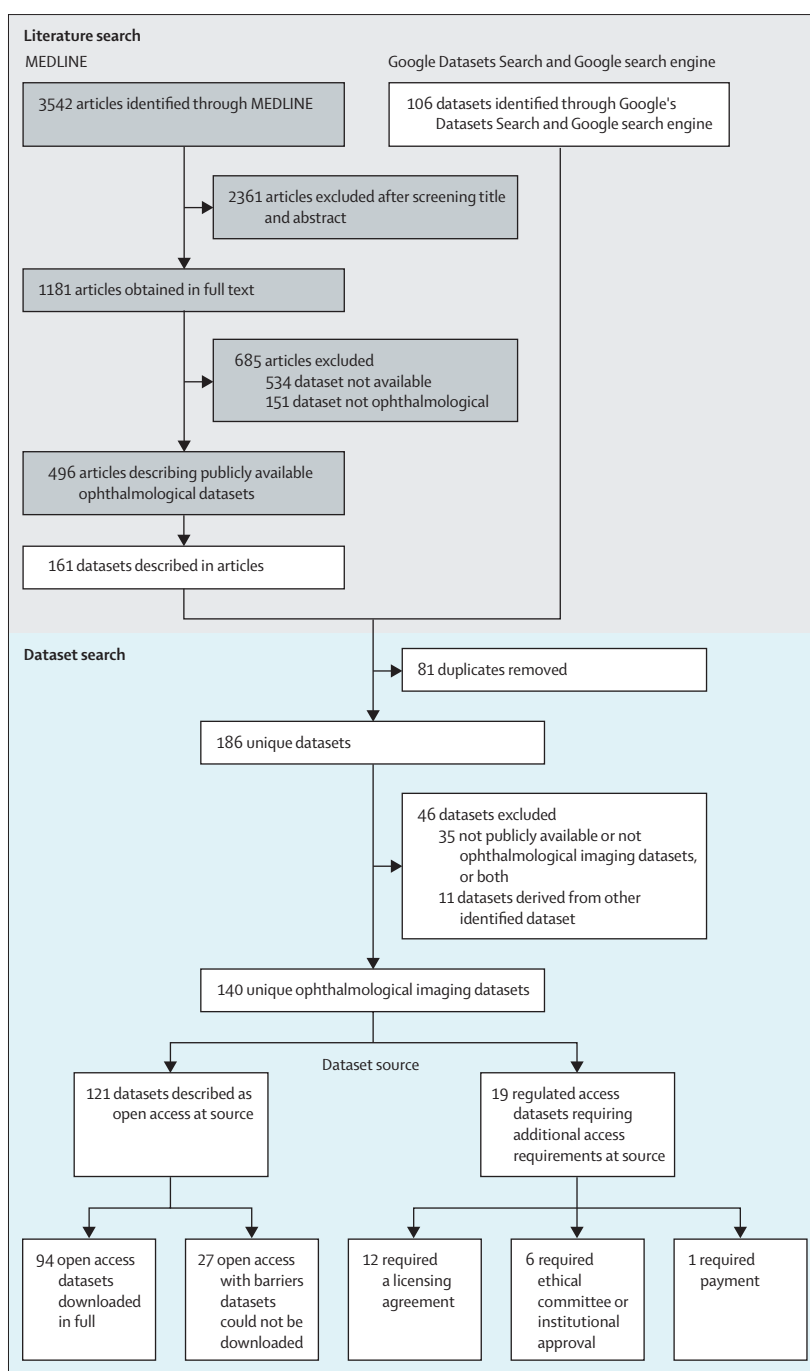 Literature search
MEDLINE
Google Datasets Search and Google search engine
3542 articles identified through MEDLINE
106 datasets identified through Google's
Datasets Search and Google search engine
2361 articles excluded after screening title
and abstract
1181 articles obtained in full text
685 articles excluded
534 dataset not available
151 dataset not ophthalmological
496 articles describing publicly available
ophthalmological datasets
161 datasets described in articles
Dataset search
81 duplicates removed
186 unique datasets
46 datasets excluded
35 not publicly available or not
ophthalmological imaging datasets,
or both
11 datasets derived from other
identified dataset
140 unique ophthalmological imaging datasets
Dataset source
121 datasets described as
open access at source
19 regulated access
datasets requiring
additional access
requirements at source
94 open access
datasets
downloaded
in full
27 open access
with barriers
datasets
could not be
downloaded
12 required
a licensing
agreement
6 required
ethical
committee or
institutional
approval
1 required
payment